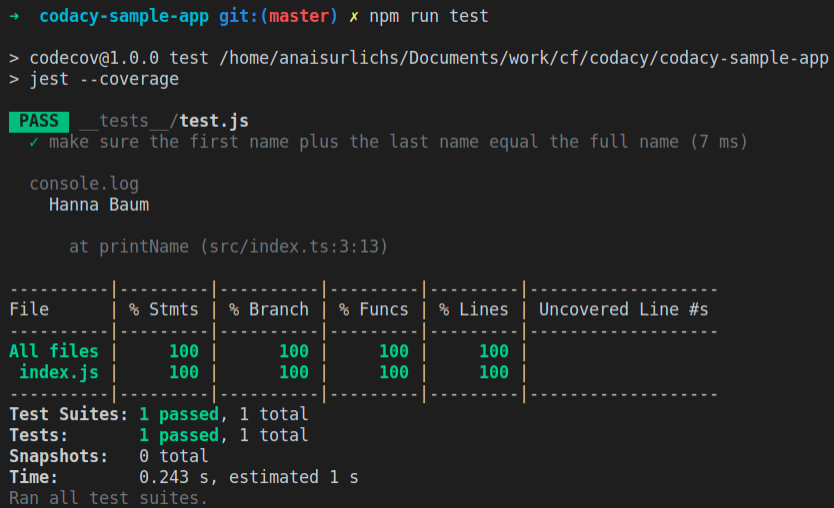 ➜  codacy-sample-app git:(master) ✗ npm run test
> codecov@1.0.0 test /home/anaisurlichs/Documents/work/cf/codacy/codacy-sample-app
> jest --coverage
PASS  __tests__/test.js
  ✓ make sure the first name plus the last name equal the full name (7 ms)
  console.log
    Hanna Baum
      at printName (src/index.ts:3:13)
----------|---------|----------|---------|---------|-------------------
File      | % Stmts | % Branch | % Funcs | % Lines | Uncovered Line #s
----------|---------|----------|---------|---------|-------------------
All files |     100 |      100 |     100 |     100 |
 index.js |     100 |      100 |     100 |     100 |
----------|---------|----------|---------|---------|-------------------
Test Suites: 1 passed, 1 total
Tests:       1 passed, 1 total
Snapshots:   0 total
Time:        0.243 s, estimated 1 s
Ran all test suites.